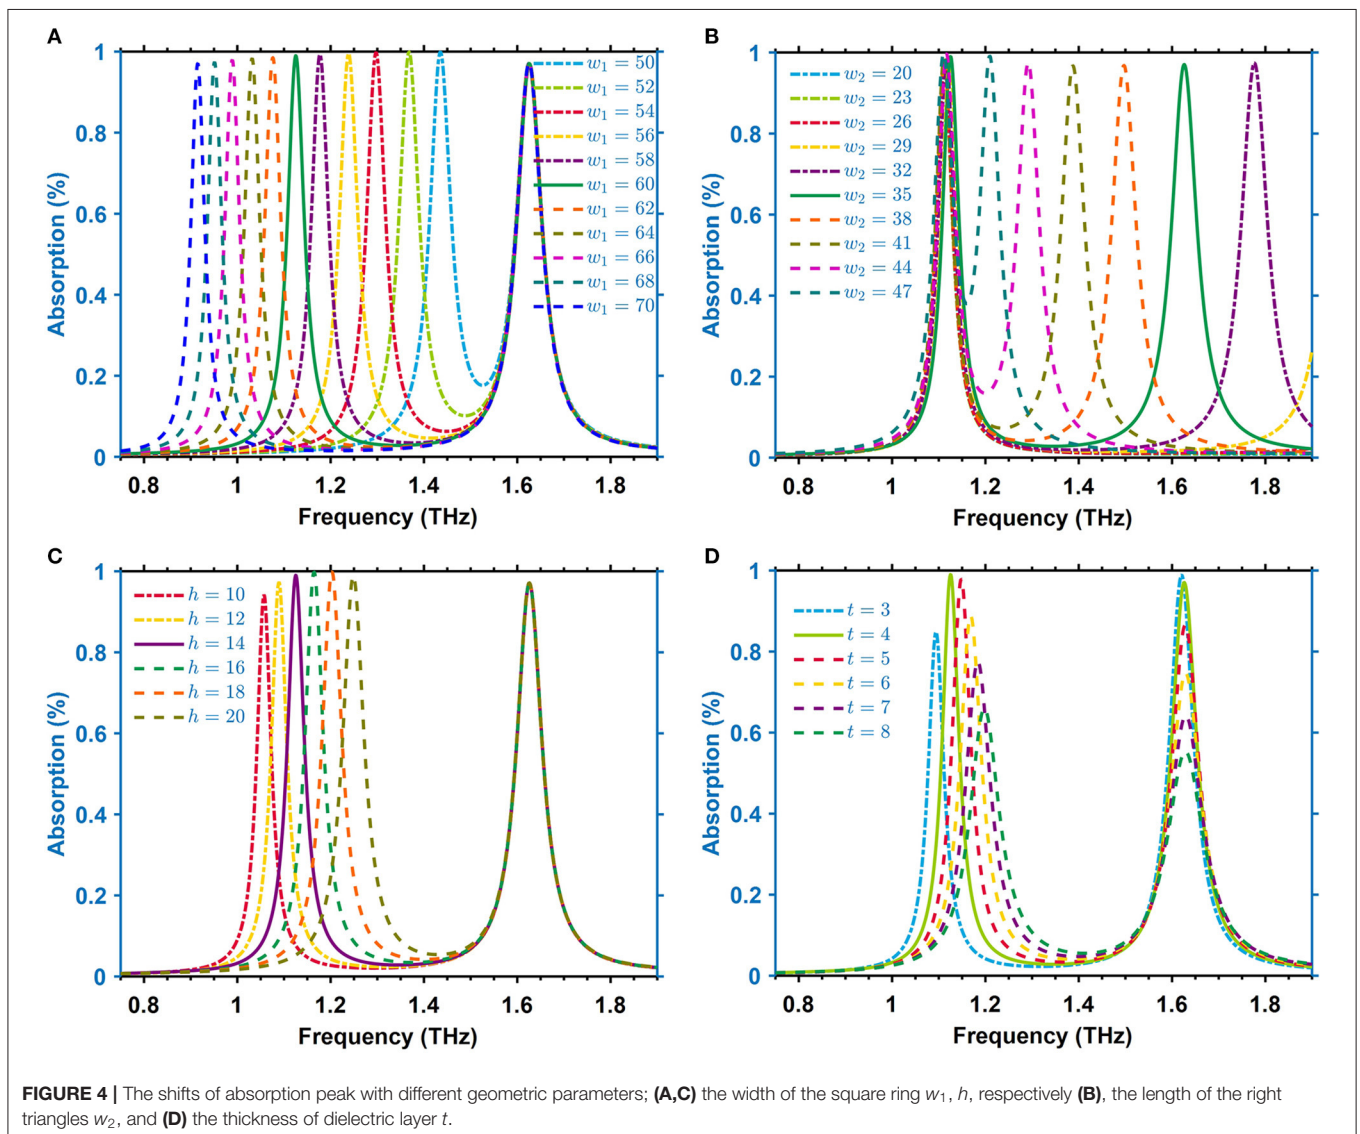 A
Absorption (%)
1
0.8
0.6
0.4
0.2
0
0.8 1 1.2 1.4 1.6 1.8
Frequency (THz)
w₁ = 50
w₁ = 52
w₁ = 54
w₁ = 56
w₁ = 58
w₁ = 60
w₁ = 62
w₁ = 64
w₁ = 66
w₁ = 68
w₁ = 70
B
Absorption (%)
1
0.8
0.6
0.4
0.2
0
0.8 1 1.2 1.4 1.6 1.8
Frequency (THz)
w₂ = 20
w₂ = 23
w₂ = 26
w₂ = 29
w₂ = 32
w₂ = 35
w₂ = 38
w₂ = 41
w₂ = 44
w₂ = 47
C
Absorption (%)
1
0.8
0.6
0.4
0.2
0
0.8 1 1.2 1.4 1.6 1.8
Frequency (THz)
h = 10
h = 12
h = 14
h = 16
h = 18
h = 20
D
Absorption (%)
1
0.8
0.6
0.4
0.2
0
0.8 1 1.2 1.4 1.6 1.8
Frequency (THz)
t = 3
t = 4
t = 5
t = 6
t = 7
t = 8
FIGURE 4 | The shifts of absorption peak with different geometric parameters; (A,C) the width of the square ring w₁, h, respectively (B), the length of the right
triangles w₂, and (D) the thickness of dielectric layer t.